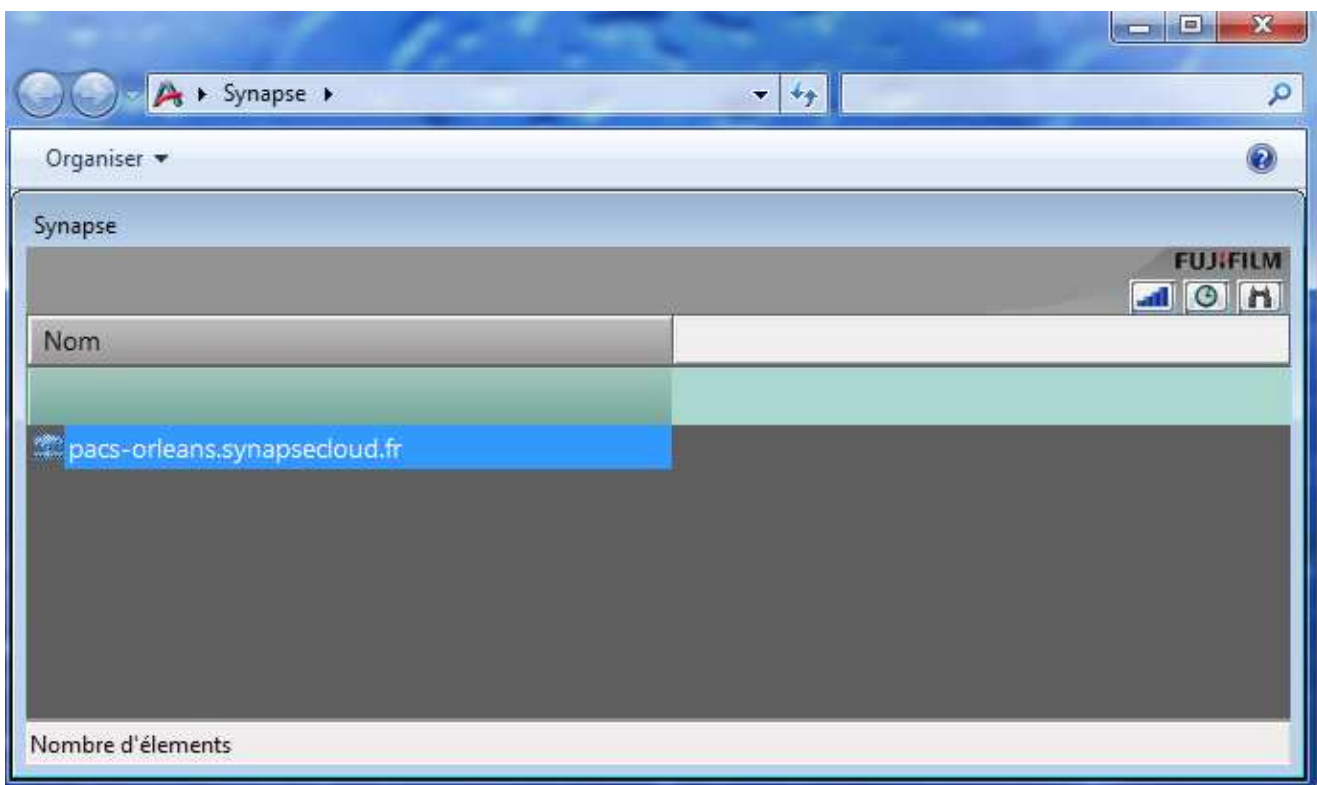 Synapse
Organiser
Synapse
FUJIFILM
Nom
pacs-orleans.synapsecloud.fr
Nombre d'élements